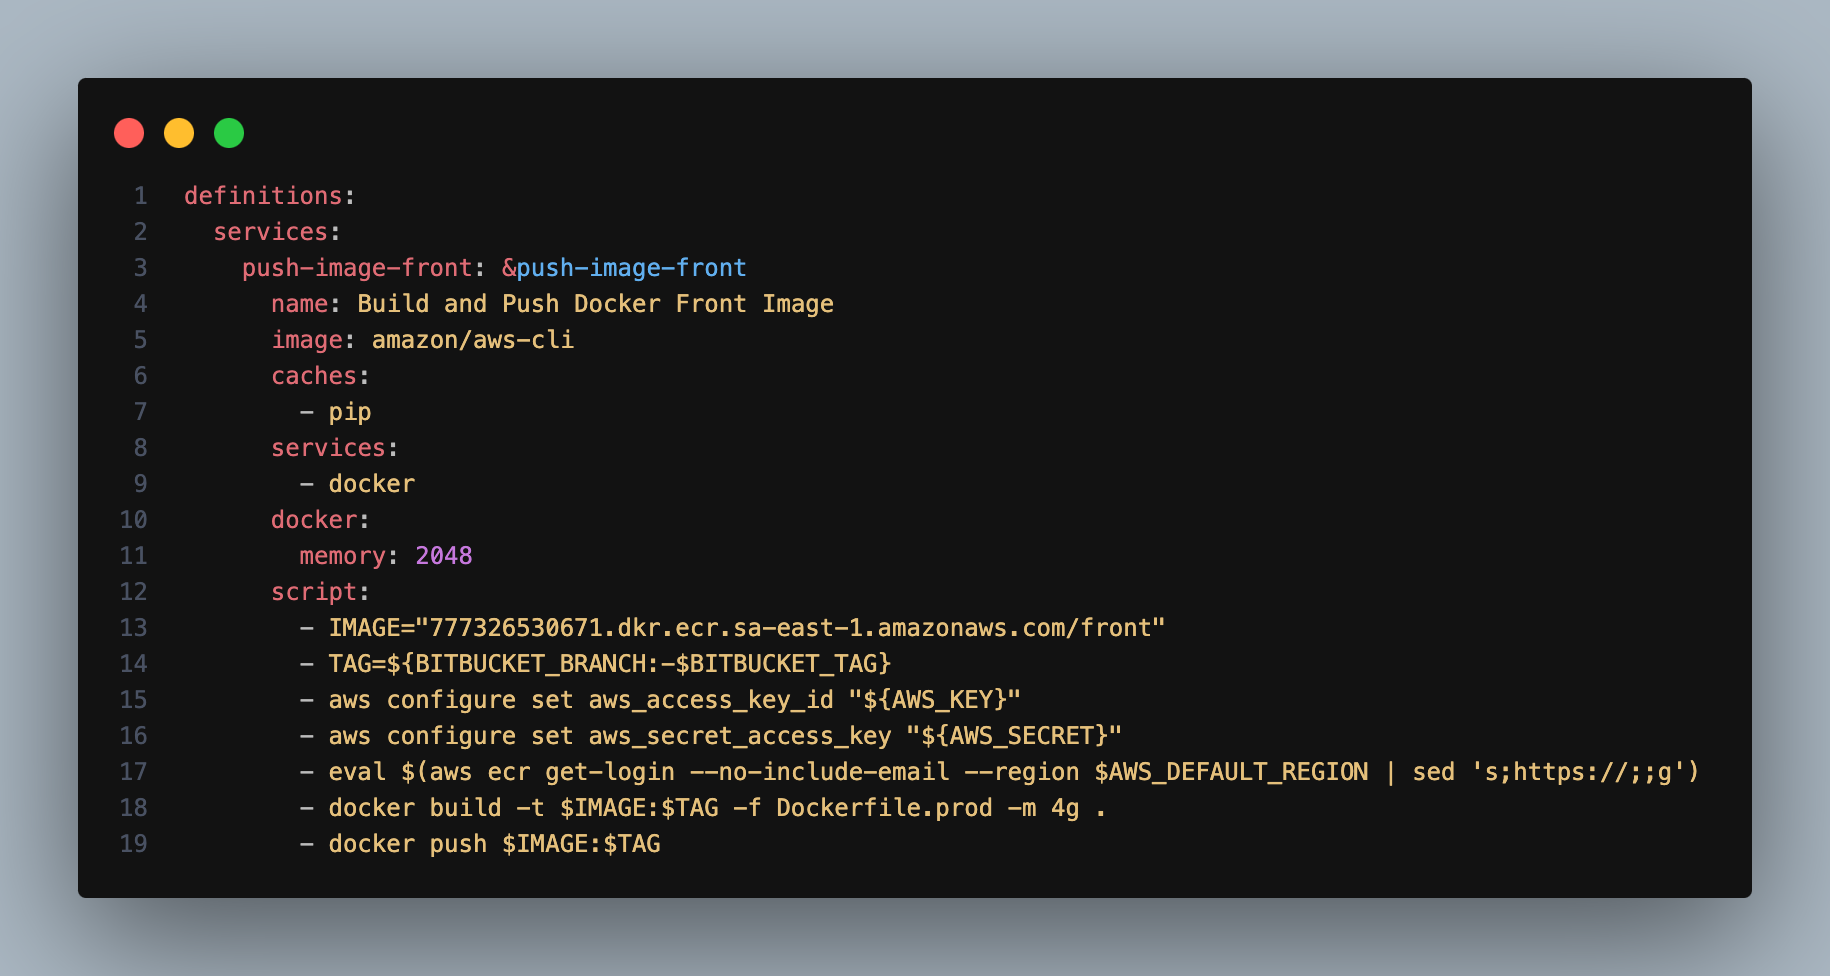 1 definitions:
2   services:
3     push-image-front: &push-image-front
4       name: Build and Push Docker Front Image
5       image: amazon/aws-cli
6       caches:
7         - pip
8       services:
9         - docker
10       docker:
11         memory: 2048
12       script:
13         - IMAGE="777326530671.dkr.ecr.sa-east-1.amazonaws.com/front"
14         - TAG=${BITBUCKET_BRANCH:-$BITBUCKET_TAG}
15         - aws configure set aws_access_key_id "${AWS_KEY}"
16         - aws configure set aws_secret_access_key "${AWS_SECRET}"
17         - eval $(aws ecr get-login --no-include-email --region $AWS_DEFAULT_REGION | sed 's;https://;;g')
18         - docker build -t $IMAGE:$TAG -f Dockerfile.prod -m 4g .
19         - docker push $IMAGE:$TAG